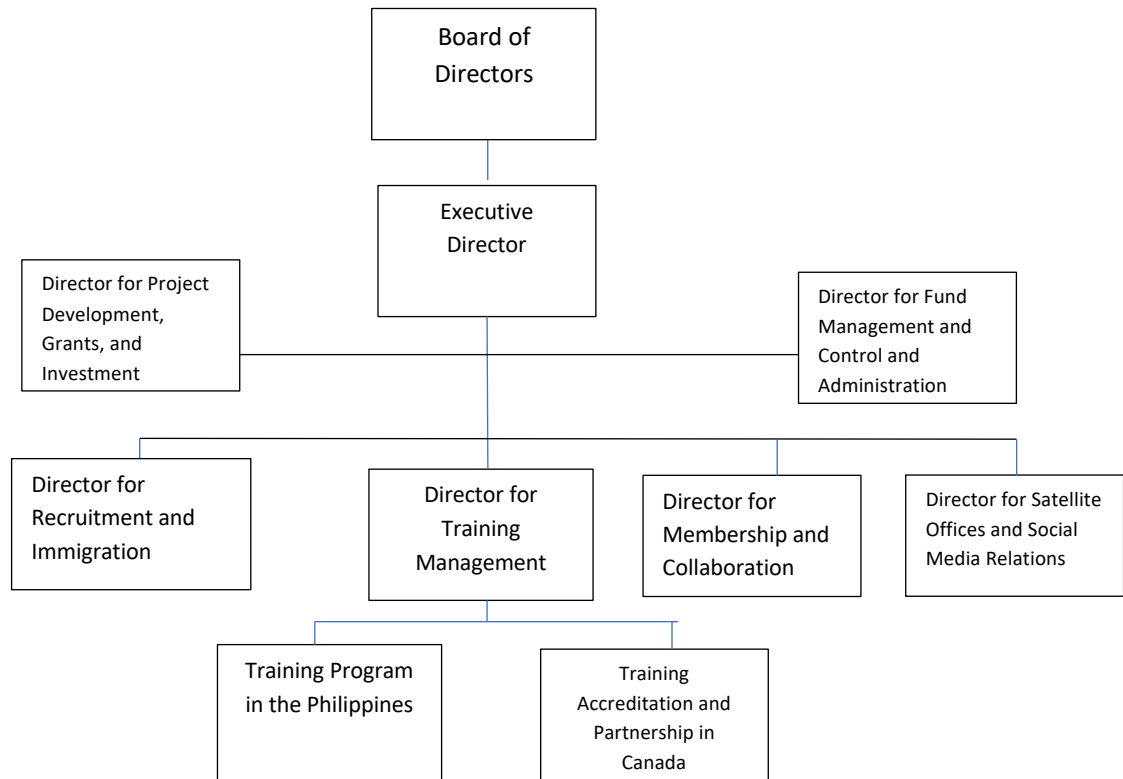 Board of
Directors
Executive
Director
Director for Project
Development,
Grants, and
Investment
Director for Fund
Management and
Control and
Administration
Director for
Recruitment and
Immigration
Director for
Training
Management
Director for
Membership and
Collaboration
Director for Satellite
Offices and Social
Media Relations
Training Program
in the Philippines
Training
Accreditation and
Partnership in
Canada